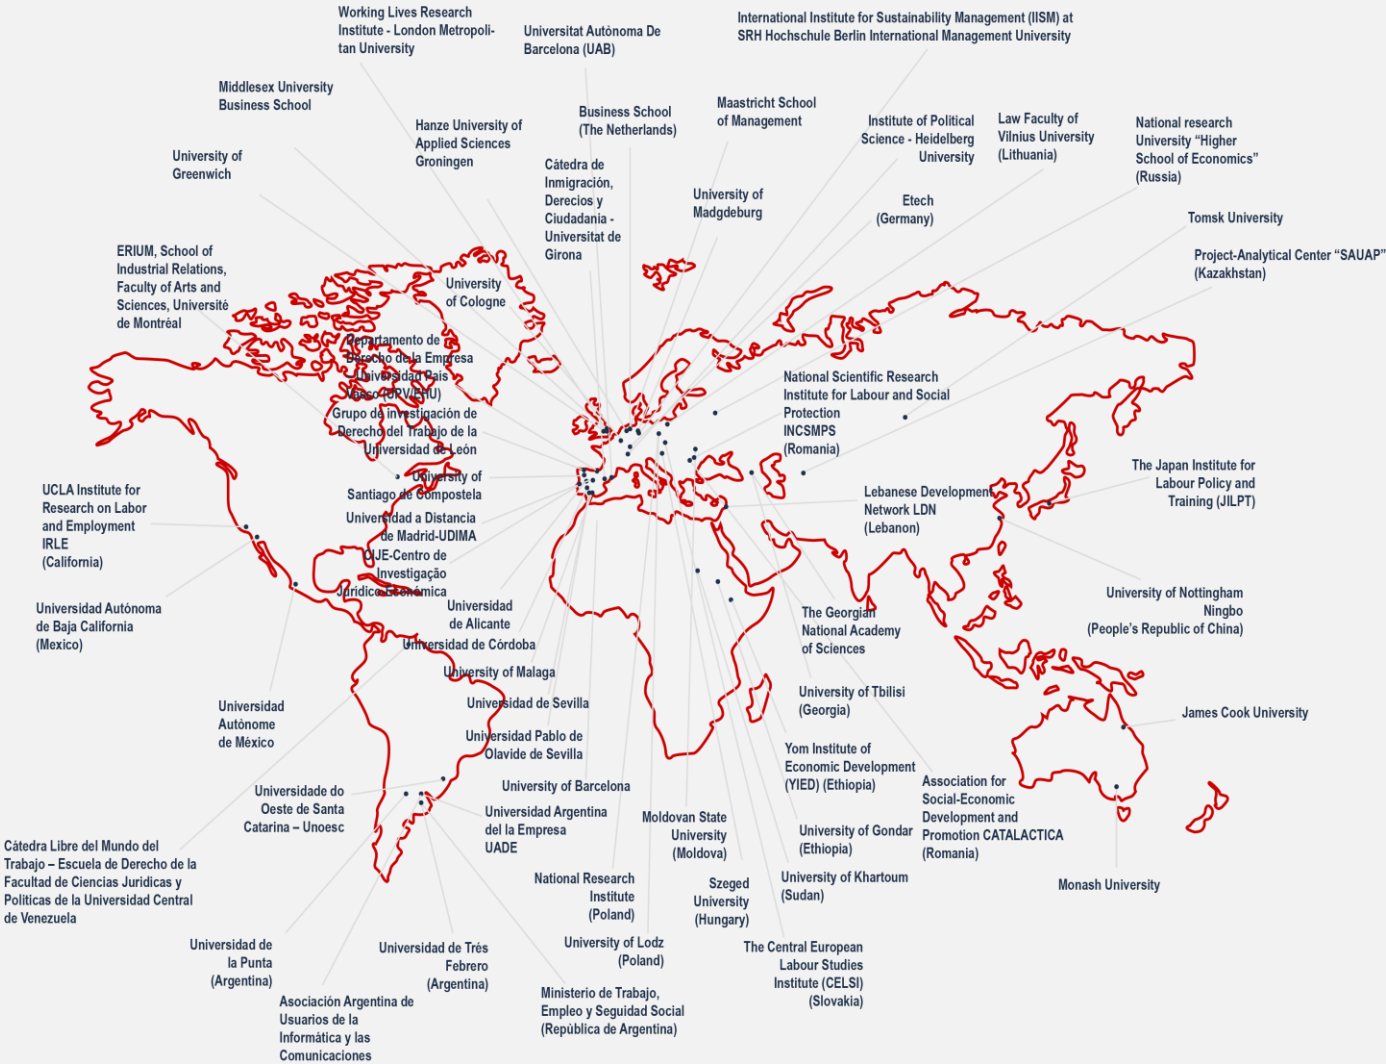 Working Lives Research
Institute - London Metropoli-
tan University
Universitat Autònoma De
Barcelona (UAB)
International Institute for Sustainability Management (IISM) at
SRH Hochschule Berlin International Management University
Middlesex University
Business School
Hanze University of
Applied Sciences
Groningen
Business School
(The Netherlands)
Maastricht School
of Management
Institute of Political
Science - Heidelberg
University
Law Faculty of
Vilnius University
(Lithuania)
National research
University “Higher
School of Economics”
(Russia)
University of
Greenwich
Cátedra de
Inmigración,
Derecios y
Ciudadania -
Universitat de
Girona
University of
Madgdeburg
Etech
(Germany)
Tomsk University
ERIUM, School of
Industrial Relations,
Faculty of Arts and
Sciences, Université
de Montréal
Project-Analytical Center “SAUAP”
(Kazakhstan)
University
of Cologne
Departamento de
Derecho de la Empresa
Universidad País
Vasco (UPV/EHU)
Grupo de investigación de
Derecho del Trabajo de la
Universidad de León
National Scientific Research
Institute for Labour and Social
Protection
INCSMPS
(Romania)
University of
Santiago de Compostela
The Japan Institute for
Labour Policy and
Training (JILPT)
UCLA Institute for
Research on Labor
and Employment
IRLE
(California)
Lebanese Development
Network LDN
(Lebanon)
Universidad a Distancia
de Madrid-UDIMA
CIJE-Centro de
Investigação
Jurídico-Económica
Universidad Autónoma
de Baja California
(Mexico)
Universidad
de Alicante
The Georgian
National Academy
of Sciences
University of Nottingham
Ningbo
(People’s Republic of China)
Universidad de Córdoba
University of Malaga
Universidad
Autònome
de México
Universidad de Sevilla
University of Tbilisi
(Georgia)
James Cook University
Universidad Pablo de
Olavide de Sevilla
Yom Institute of
Economic Development
(YIED) (Ethiopia)
University of Barcelona
Universidade do
Oeste de Santa
Catarina – Unoesc
Universidad Argentina
del la Empresa
UADE
Moldovan State
University
(Moldova)
University of Gondar
(Ethiopia)
Association for
Social-Economic
Development and
Promotion CATALACTICA
(Romania)
Cátedra Libre del Mundo del
Trabajo – Escuela de Derecho de la
Facultad de Ciencias Juridicas y
Politicas de la Universidad Central
de Venezuela
National Research
Institute
(Poland)
Szeged
University
(Hungary)
University of Khartoum
(Sudan)
Monash University
Universidad de
la Punta
(Argentina)
Universidad de Trés
Febrero
(Argentina)
University of Lodz
(Poland)
The Central European
Labour Studies
Institute (CELSI)
(Slovakia)
Asociación Argentina de
Usuarios de la
Informática y las
Comunicaciones
Ministerio de Trabajo,
Empleo y Seguidad Social
(Repùblica de Argentina)